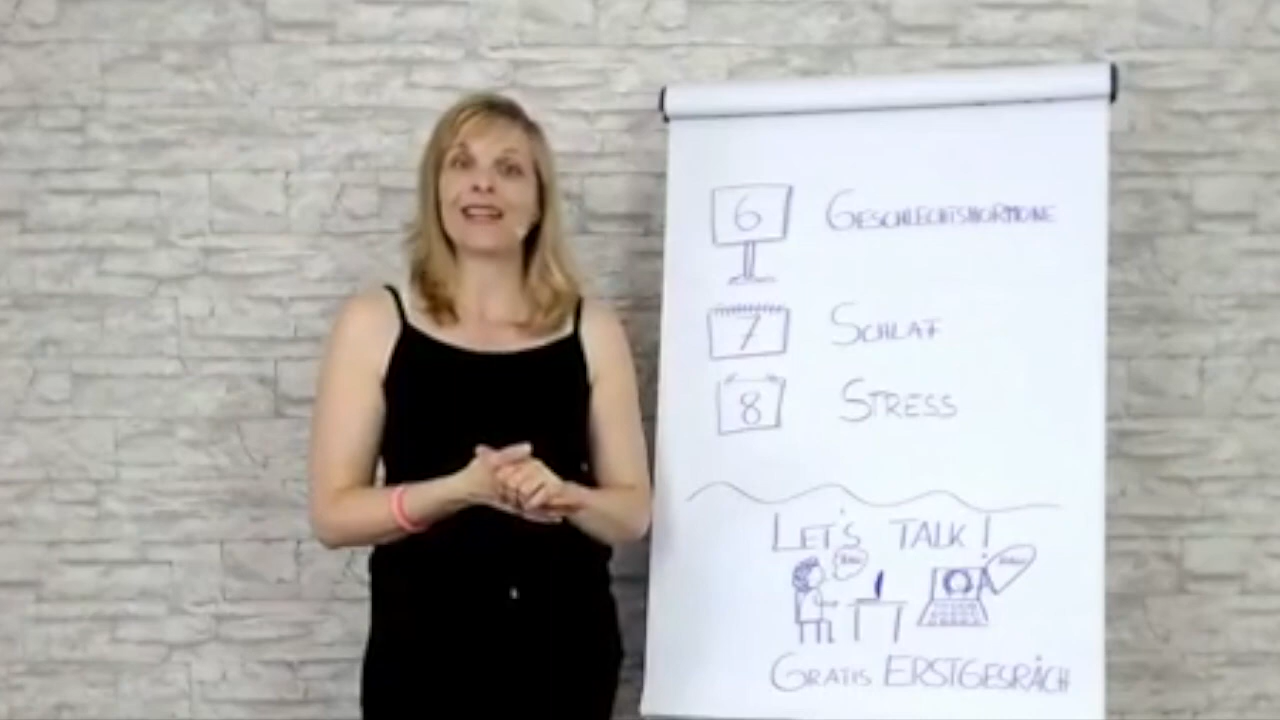 6 GESCHLECHTSHORMONE
7 SCHLAF
8 STRESS
LET'S TALK!
GRATIS ERSTGESPRÄCH